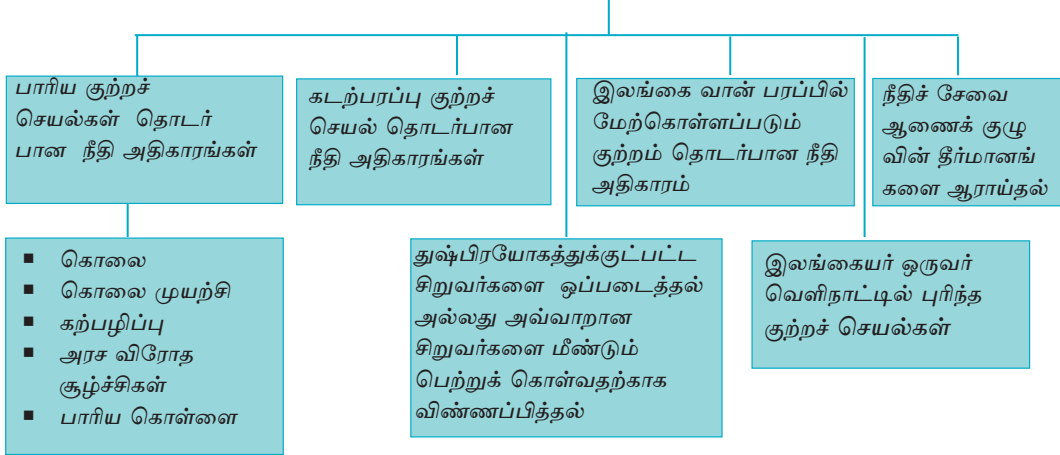 பாரிய குற்றச்
செயல்கள் தொடர்
பான நீதி அதிகாரங்கள்
கடற்பரப்பு குற்றச்
செயல் தொடர்பான
நீதி அதிகாரங்கள்
இலங்கை வான் பரப்பில்
மேற்கொள்ளப்படும்
குற்றம் தொடர்பான நீதி
அதிகாரம்
நீதிச் சேவை
ஆணைக் குழு
வின் தீர்மானங்
களை ஆராய்தல்
▪ கொலை
▪ கொலை முயற்சி
▪ கற்பழிப்பு
▪ அரச விரோத
சூழ்ச்சிகள்
▪ பாரிய கொள்ளை
துஷ்பிரயோகத்துக்குட்பட்ட
சிறுவர்களை ஒப்படைத்தல்
அல்லது அவ்வாறான
சிறுவர்களை மீண்டும்
பெற்றுக் கொள்வதற்காக
விண்ணப்பித்தல்
இலங்கையர் ஒருவர்
வெளிநாட்டில் புரிந்த
குற்றச் செயல்கள்